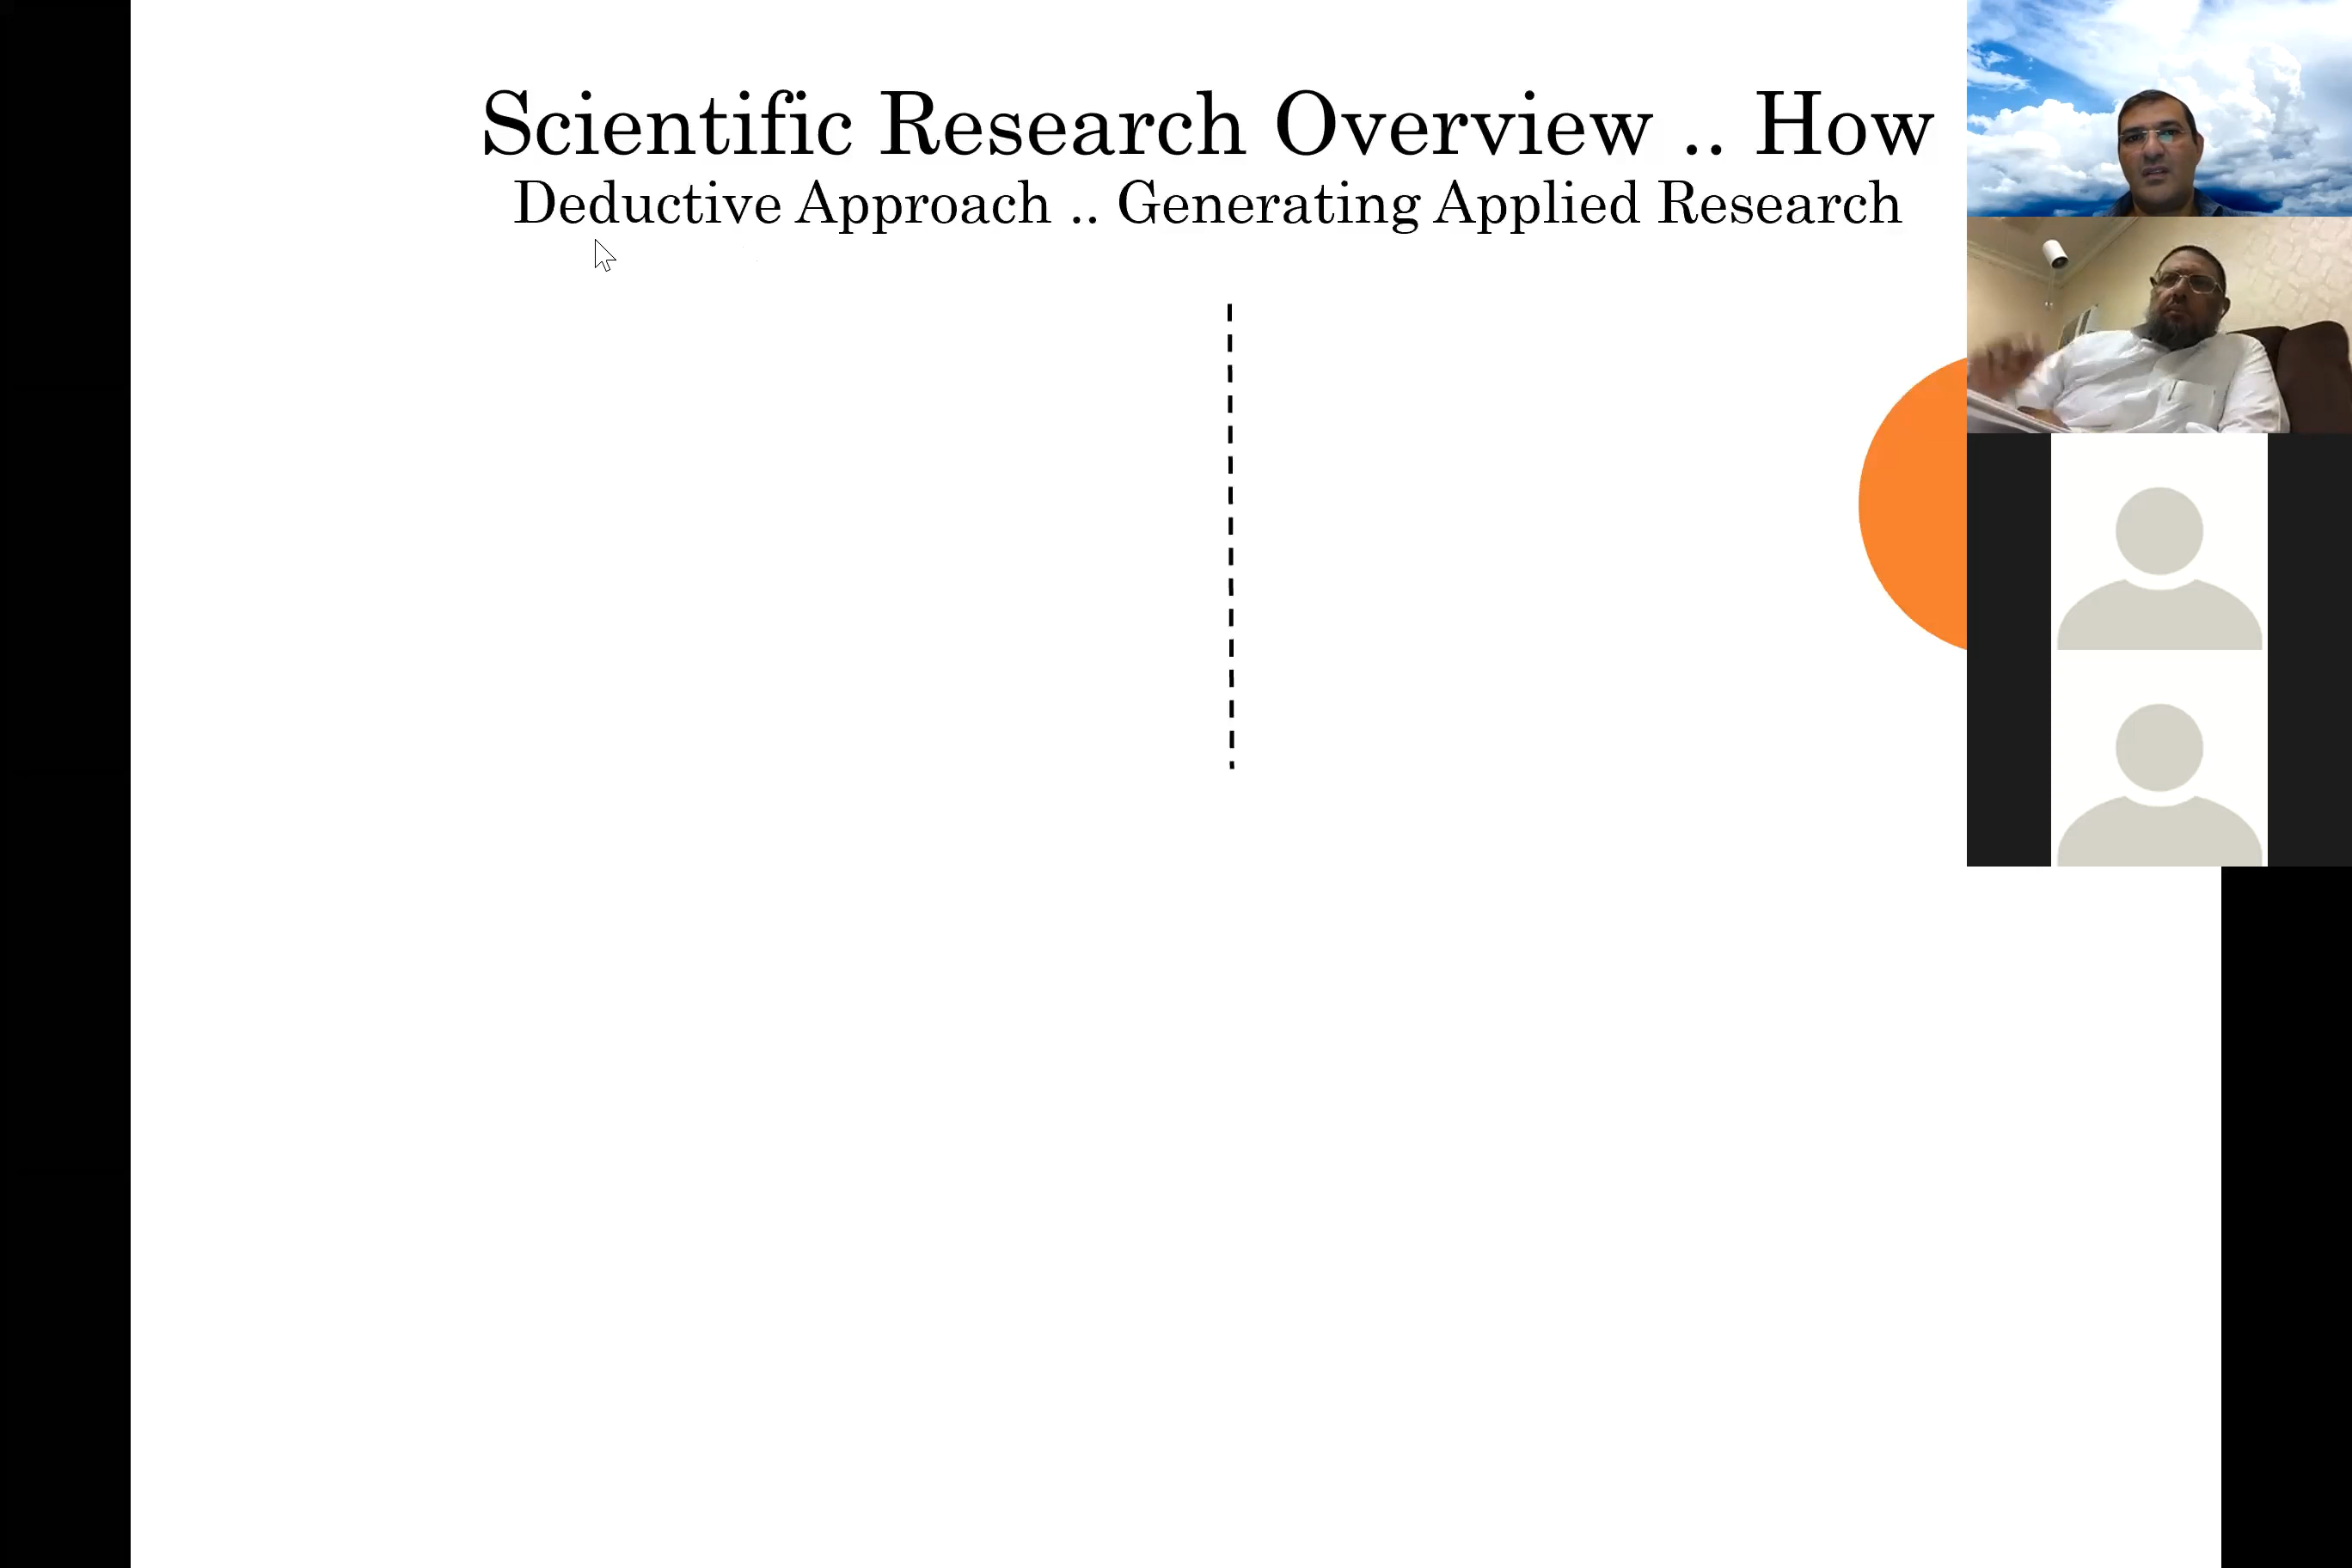 Scientific Research Overview .. How
Deductive Approach .. Generating Applied Research